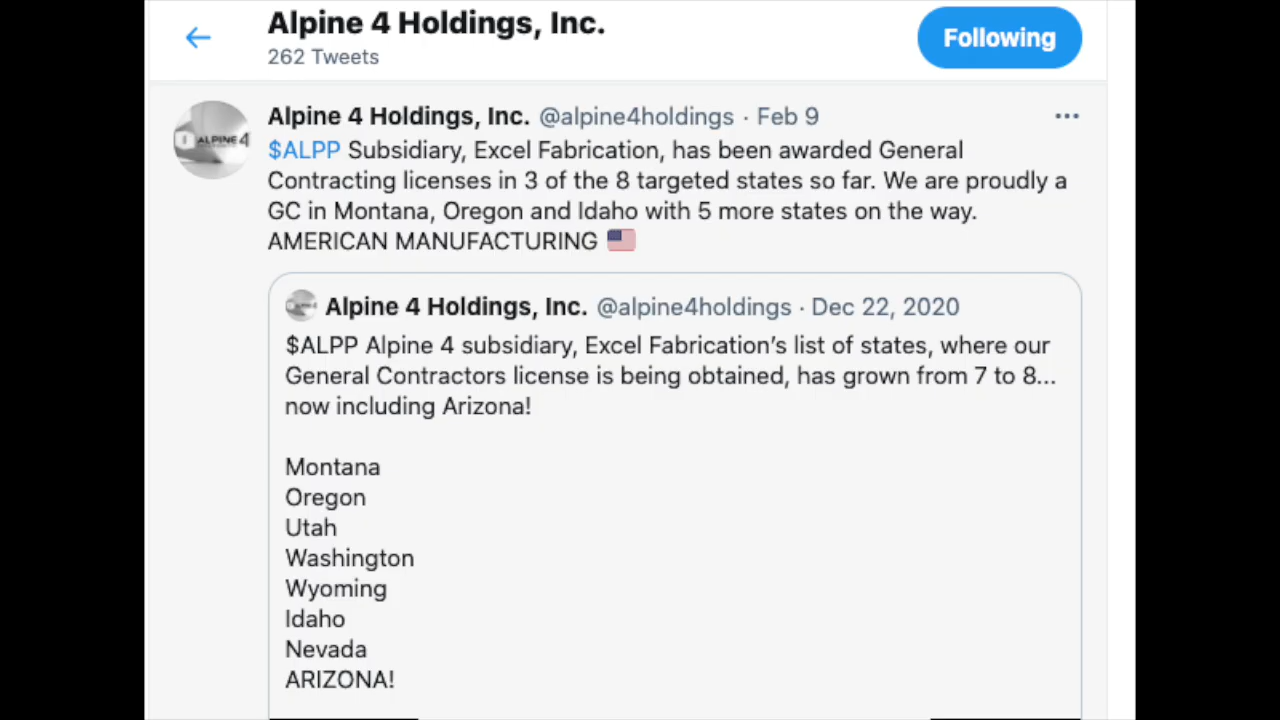 Alpine 4 Holdings, Inc.
262 Tweets
Following
Alpine 4 Holdings, Inc. @alpine4holdings · Feb 9
ALPINE 4
$ALPP Subsidiary, Excel Fabrication, has been awarded General
Contracting licenses in 3 of the 8 targeted states so far. We are proudly a
GC in Montana, Oregon and Idaho with 5 more states on the way.
AMERICAN MANUFACTURING 🇺🇸
Alpine 4 Holdings, Inc. @alpine4holdings · Dec 22, 2020
$ALPP Alpine 4 subsidiary, Excel Fabrication’s list of states, where our
General Contractors license is being obtained, has grown from 7 to 8...
now including Arizona!
Montana
Oregon
Utah
Washington
Wyoming
Idaho
Nevada
ARIZONA!